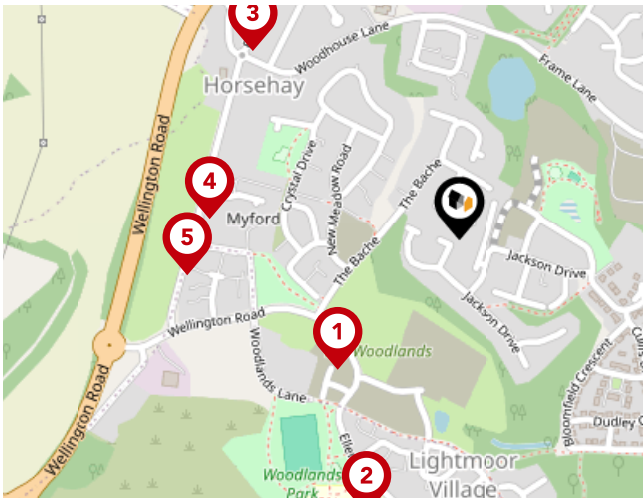 3
Woodhouse Lane
Frame Lane
Horsehay
Wellington Road
Crystal Drive
New Meadow Road
The Bache
4
Myford
5
The Bache
Jackson Drive
Jackson Drive
Wellington Road
1
Woodlands
Woodlands Lane
Wellington Road
Bloomfield Crescent
Dudley C
Elle
2
Lightmoor
Village
Woodlands
Park